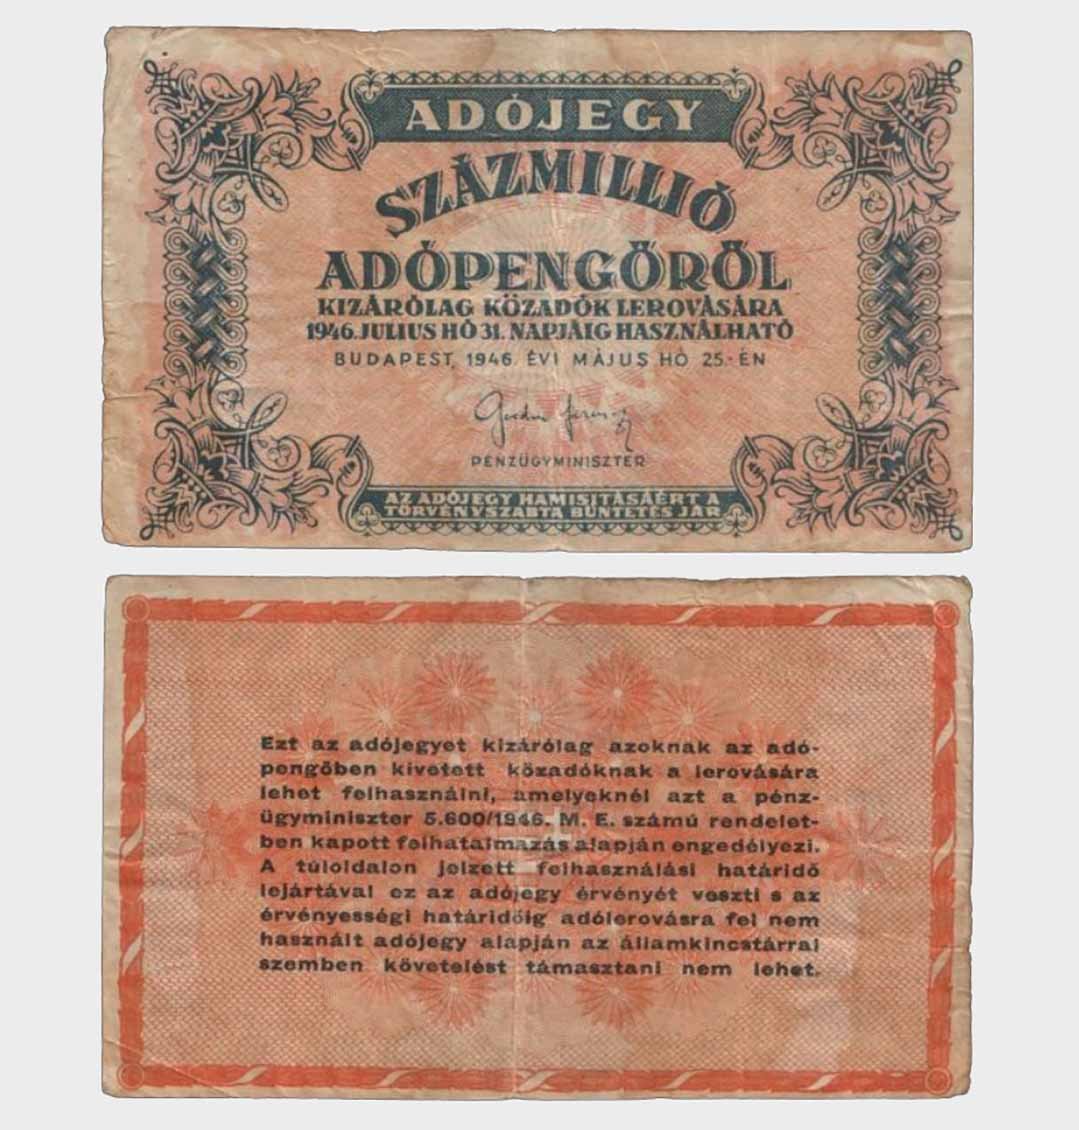 ADÓJEGY
SZÁZMILLIÓ
ADÓPENGŐRŐL
KIZÁRÓLAG KÖZADÓK LEROVÁSÁRA
1946. JULIUS HÓ 31. NAPJÁIG HASZNÁLHATÓ
BUDAPEST, 1946. ÉVI MÁJUS HÓ 25.-ÉN
PÉNZÜGYMINISZTER
AZ ADÓJEGY HAMISITÁSÁÉRT A
TÖRVÉNYSZABTA BÜNTETÉS JÁR
Ezt az adójegyet kizárólag azoknak az adó-
pengőben kivetett közadóknak a lerovására
lehet felhasználni, amelyeknél azt a pénz-
ügyminiszter 5.600/1946. M. E. számú rendelet-
ben kapott felhatalmazás alapján engedélyezi.
A túloldalon jelzett felhasználási határidő
lejártával ez az adójegy érvényét veszti s az
érvényességi határidőig adólerovásra fel nem
használt adójegy alapján az államkincstárral
szemben követelést támasztani nem lehet.